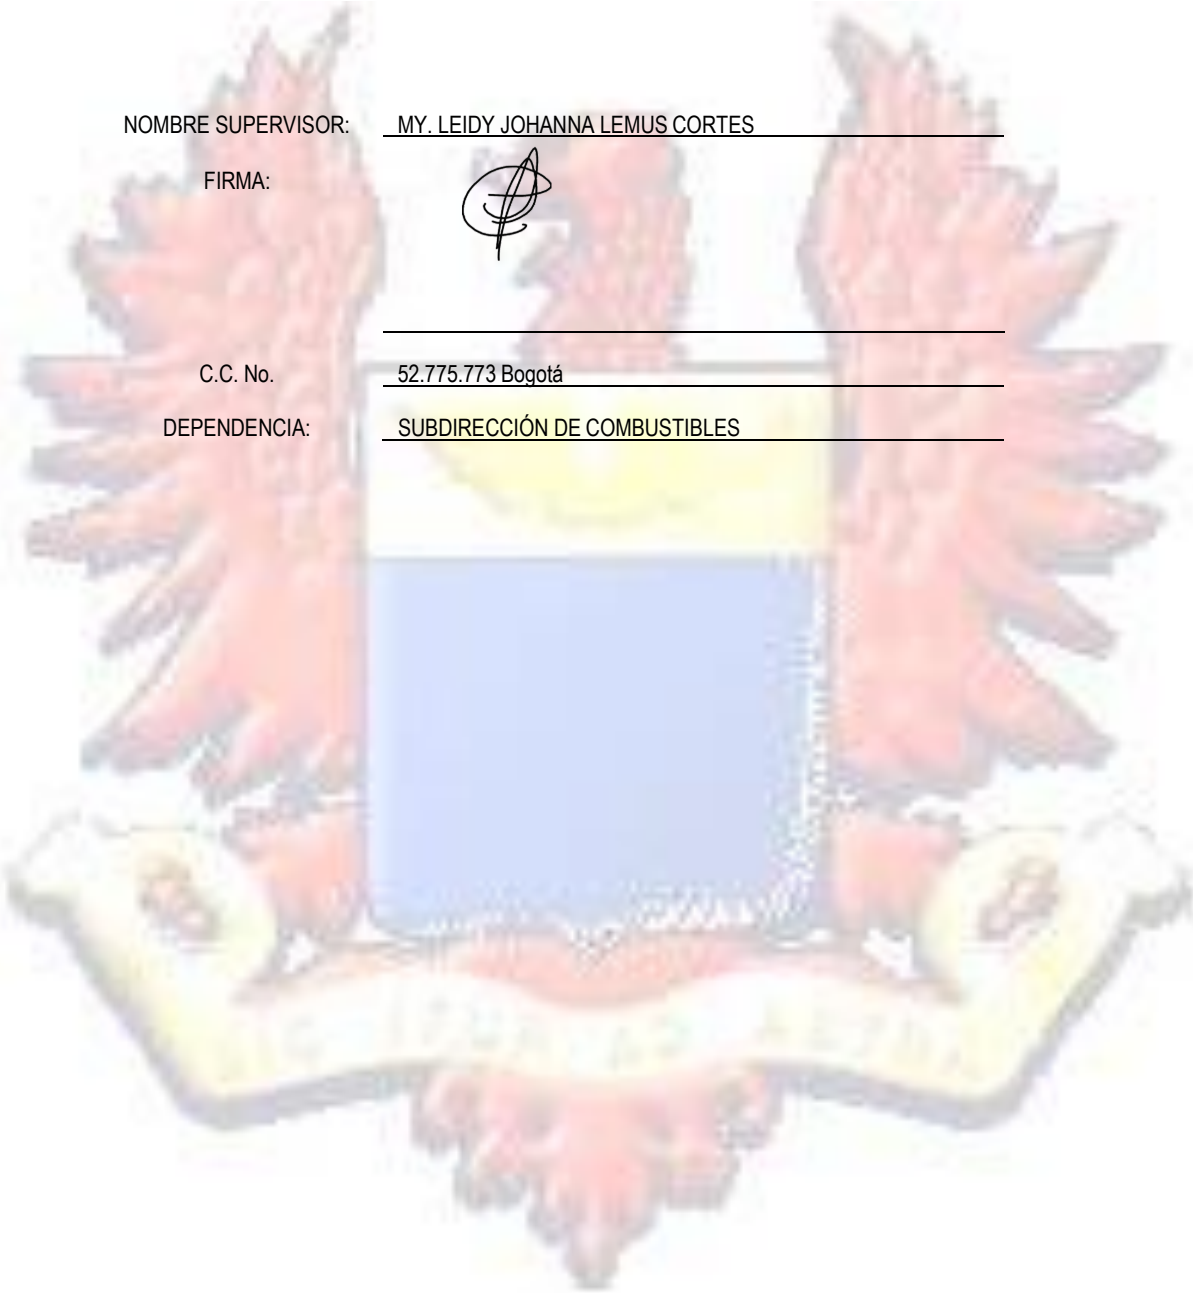 NOMBRE SUPERVISOR: MY. LEIDY JOHANNA LEMUS CORTES
FIRMA:
C.C. No. 52.775.773 Bogotá
DEPENDENCIA: SUBDIRECCIÓN DE COMBUSTIBLES